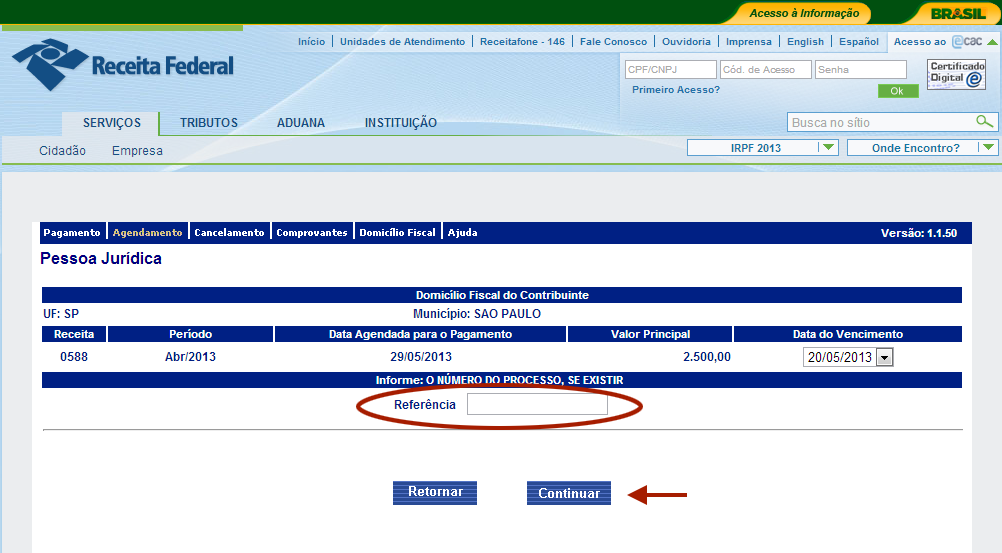 Acesso à Informação BRASIL
Início | Unidades de Atendimento | Receitafone - 146 | Fale Conosco | Ouvidoria | Imprensa | English | Español Acesso ao eCAC
Receita Federal
CPF/CNPJ Cód. de Acesso Senha
Certificado
Digital
Primeiro Acesso? Ok
SERVIÇOS TRIBUTOS ADUANA INSTITUIÇÃO Busca no sítio
Cidadão Empresa IRPF 2013 Onde Encontro?
Pagamento Agendamento Cancelamento Comprovantes Domicílio Fiscal Ajuda Versão: 1.1.50
Pessoa Jurídica
Domicílio Fiscal do Contribuinte
UF: SP Município: SAO PAULO
Receita Período Data Agendada para o Pagamento Valor Principal Data do Vencimento
0588 Abr/2013 29/05/2013 2.500,00 20/05/2013
Informe: O NÚMERO DO PROCESSO, SE EXISTIR
Referência
Retornar Continuar